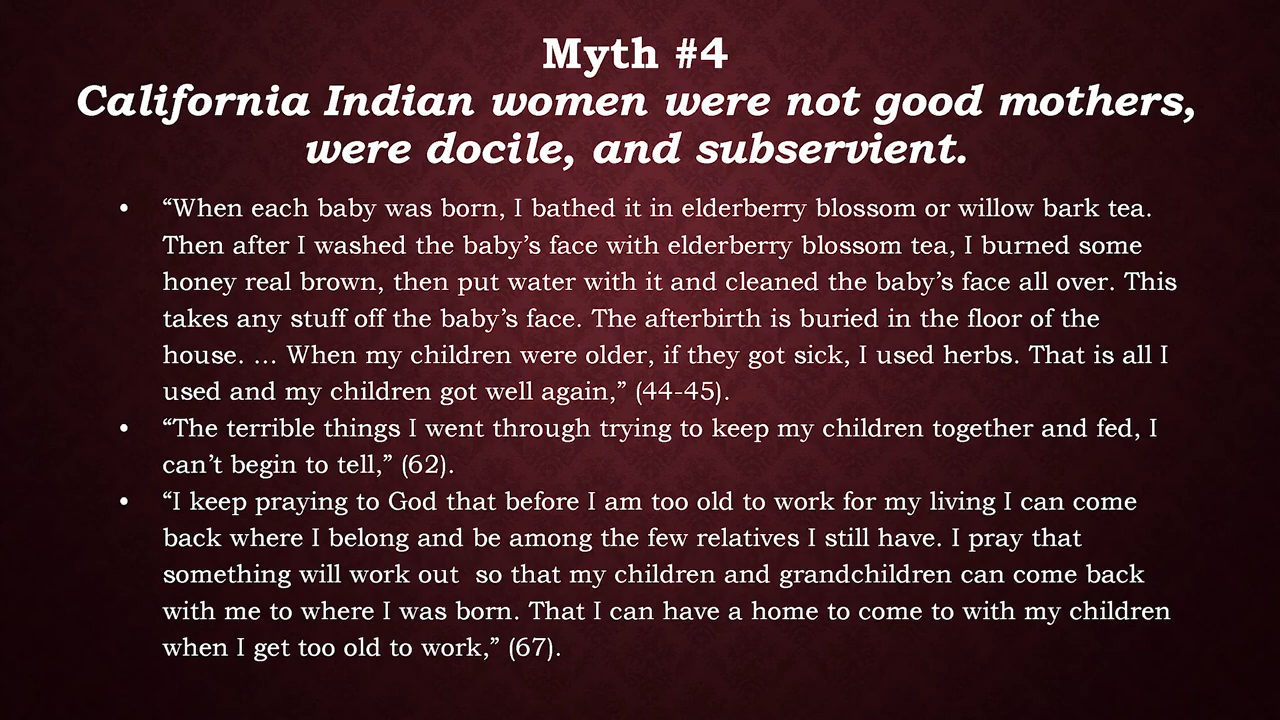 Myth #4
California Indian women were not good mothers,
were docile, and subservient.
• “When each baby was born, I bathed it in elderberry blossom or willow bark tea.
Then after I washed the baby’s face with elderberry blossom tea, I burned some
honey real brown, then put water with it and cleaned the baby’s face all over. This
takes any stuff off the baby’s face. The afterbirth is buried in the floor of the
house. … When my children were older, if they got sick, I used herbs. That is all I
used and my children got well again,” (44-45).
• “The terrible things I went through trying to keep my children together and fed, I
can’t begin to tell,” (62).
• “I keep praying to God that before I am too old to work for my living I can come
back where I belong and be among the few relatives I still have. I pray that
something will work out  so that my children and grandchildren can come back
with me to where I was born. That I can have a home to come to with my children
when I get too old to work,” (67).